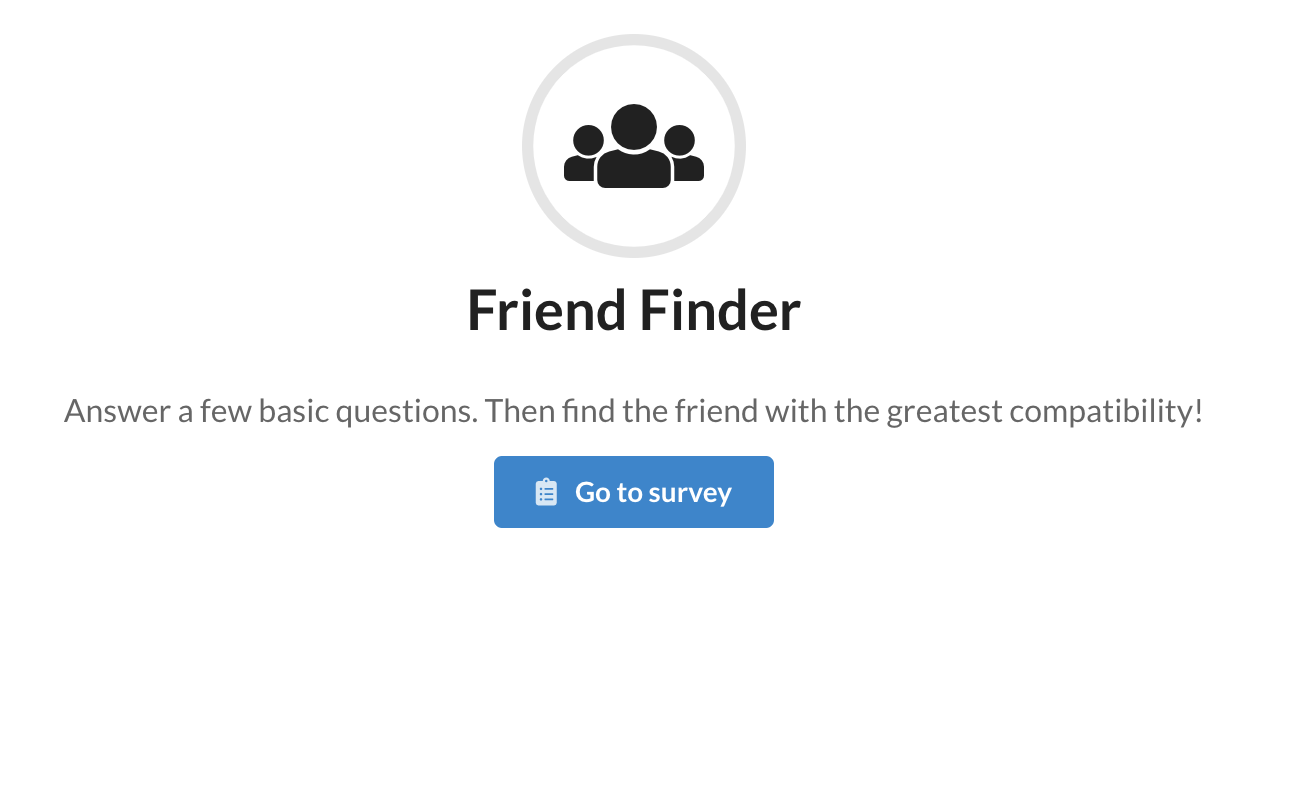 Friend Finder
Answer a few basic questions. Then find the friend with the greatest compatibility!
Go to survey